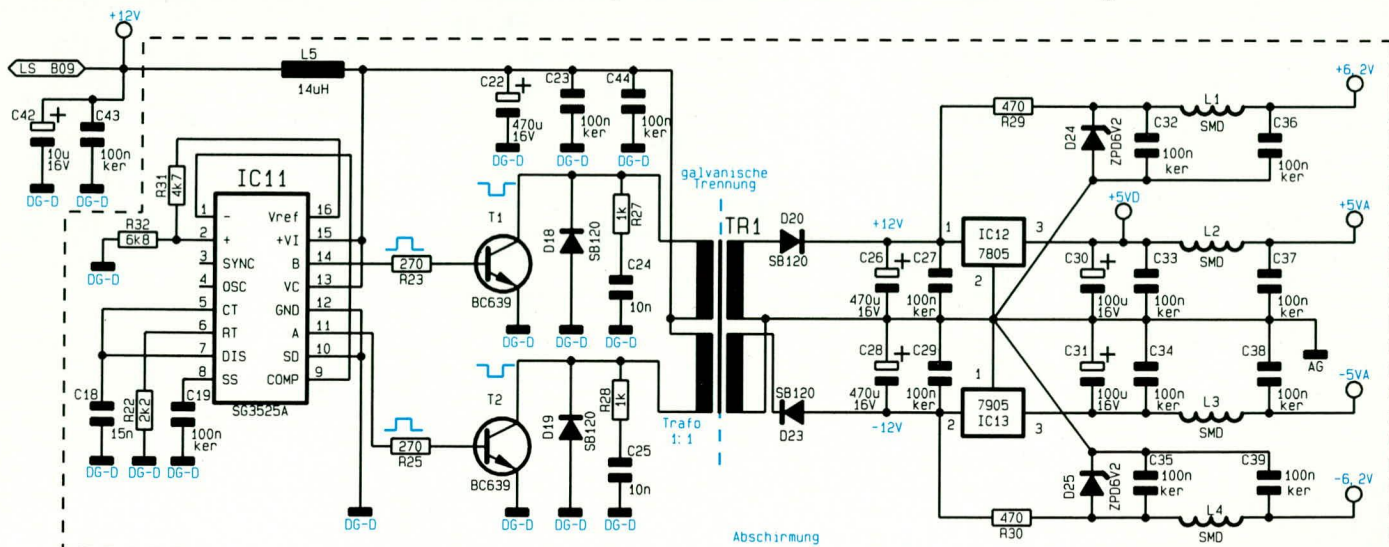 +12V
LS B09
L5
14uH
C42
+
10u
16V
DG-D
C43
100n
ker
DG-D
R31
4k7
R32
6k8
DG-D
IC11
1
-
2
+
3
SYNC
4
OSC
5
CT
6
RT
7
DIS
8
SS
Vref
16
+VI
15
B
14
VC
13
GND
12
A
11
SD
10
COMP
9
SG3525A
C18
15n
DG-D
R22
2k2
DG-D
C19
100n
ker
DG-D
DG-D
C22
+
470u
16V
DG-D
C23
100n
ker
DG-D
C44
100n
ker
DG-D
270
R23
T1
BC639
DG-D
D18
SB120
DG-D
R27
1k
C24
10n
DG-D
270
R25
T2
BC639
DG-D
D19
SB120
DG-D
R28
1k
C25
10n
DG-D
galvanische
Trennung
TR1
Trafo
1:1
D20
SB120
SB120
D23
+12V
C26
+
470u
16V
C27
100n
ker
C28
+
470u
16V
C29
100n
ker
-12V
470
R29
D24
ZPD6V2
C32
100n
ker
L1
SMD
C36
100n
ker
+6,2V
1
IC12
7805
3
2
+5VD
C30
+
100u
16V
C33
100n
ker
L2
SMD
C37
100n
ker
+5VA
AG
1
7905
IC13
2
3
C31
+
100u
16V
C34
100n
ker
L3
SMD
C38
100n
ker
-5VA
470
R30
D25
ZPD6V2
C35
100n
ker
L4
SMD
C39
100n
ker
-6,2V
Abschirmung